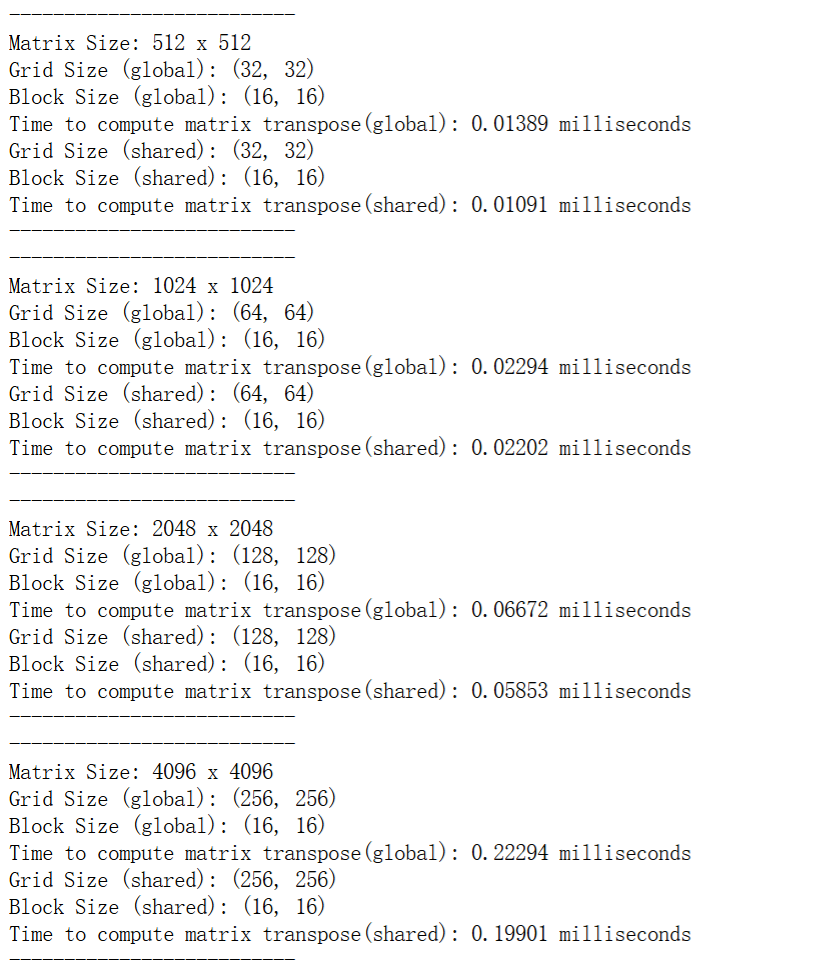 --------------------------
Matrix Size: 512 x 512
Grid Size (global): (32, 32)
Block Size (global): (16, 16)
Time to compute matrix transpose(global): 0.01389 milliseconds
Grid Size (shared): (32, 32)
Block Size (shared): (16, 16)
Time to compute matrix transpose(shared): 0.01091 milliseconds
--------------------------
--------------------------
Matrix Size: 1024 x 1024
Grid Size (global): (64, 64)
Block Size (global): (16, 16)
Time to compute matrix transpose(global): 0.02294 milliseconds
Grid Size (shared): (64, 64)
Block Size (shared): (16, 16)
Time to compute matrix transpose(shared): 0.02202 milliseconds
--------------------------
--------------------------
Matrix Size: 2048 x 2048
Grid Size (global): (128, 128)
Block Size (global): (16, 16)
Time to compute matrix transpose(global): 0.06672 milliseconds
Grid Size (shared): (128, 128)
Block Size (shared): (16, 16)
Time to compute matrix transpose(shared): 0.05853 milliseconds
--------------------------
--------------------------
Matrix Size: 4096 x 4096
Grid Size (global): (256, 256)
Block Size (global): (16, 16)
Time to compute matrix transpose(global): 0.22294 milliseconds
Grid Size (shared): (256, 256)
Block Size (shared): (16, 16)
Time to compute matrix transpose(shared): 0.19901 milliseconds
--------------------------